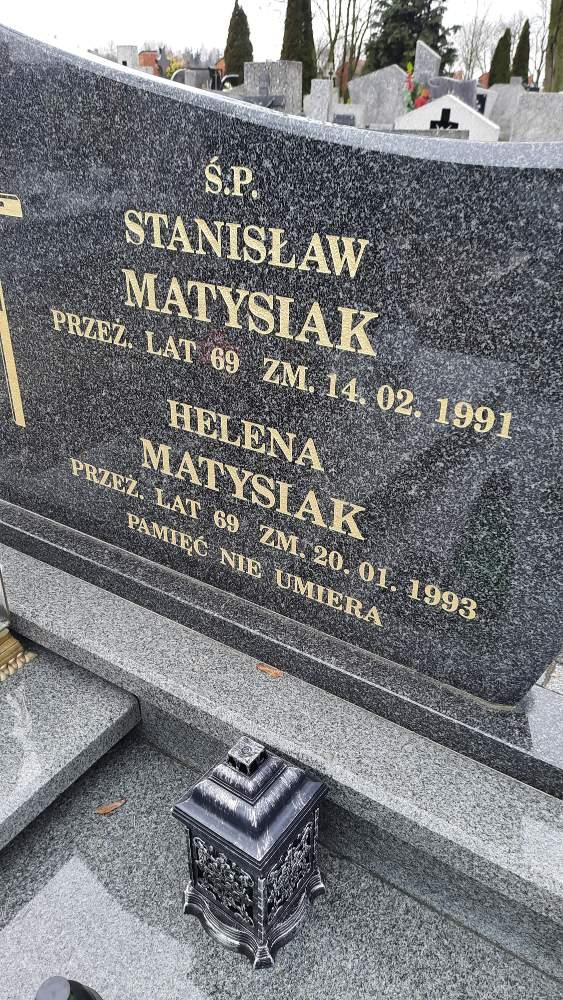 Ś.P.
STANISŁAW
MATYSIAK
PRZEŻ. LAT 69 ZM. 14.02.1991
HELENA
MATYSIAK
PRZEŻ. LAT 69 ZM. 20.01.1993
PAMIĘĆ NIE UMIERA